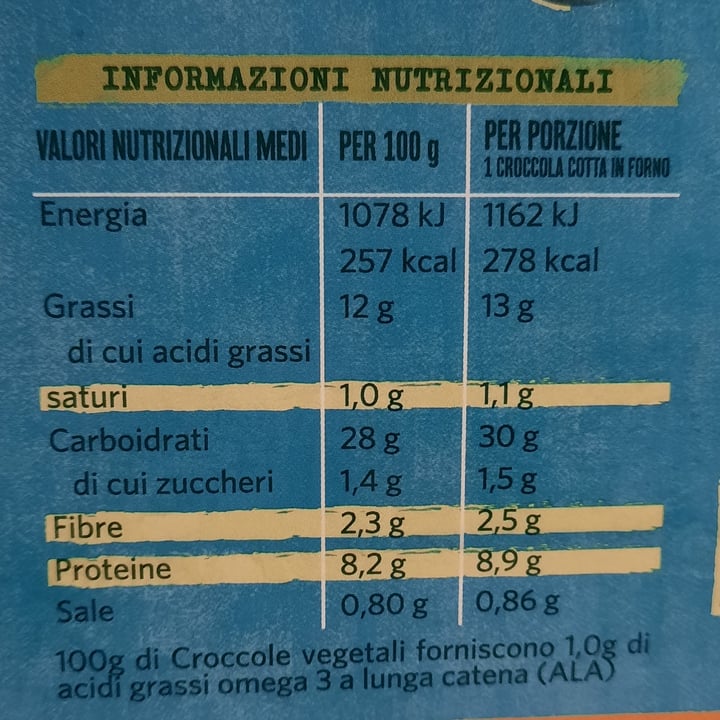 INFORMAZIONI NUTRIZIONALI
VALORI NUTRIZIONALI MEDI PER 100 g PER PORZIONE
1 CROCCOLA COTTA IN FORNO
Energia 1078 kJ 1162 kJ
257 kcal 278 kcal
Grassi 12 g 13 g
di cui acidi grassi
saturi 1,0 g 1,1 g
Carboidrati 28 g 30 g
di cui zuccheri 1,4 g 1,5 g
Fibre 2,3 g 2,5 g
Proteine 8,2 g 8,9 g
Sale 0,80 g 0,86 g
100g di Croccole vegetali forniscono 1,0g di
acidi grassi omega 3 a lunga catena (ALA)